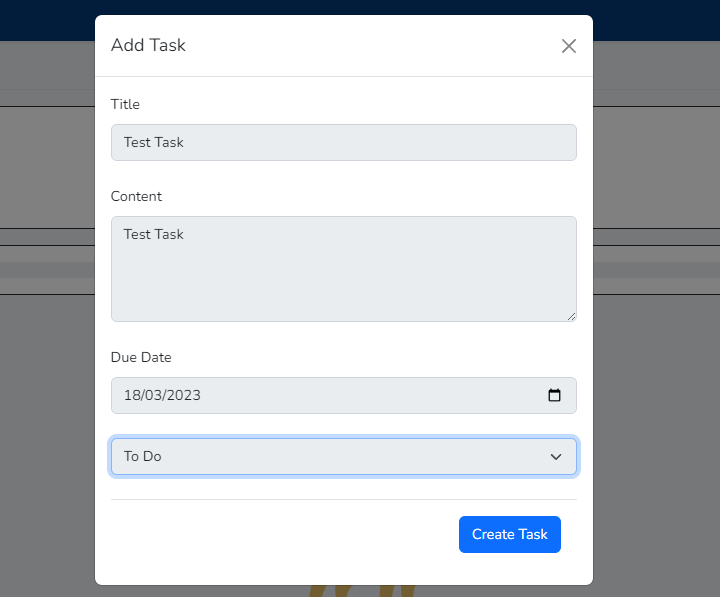 Add Task
Title
Test Task
Content
Test Task
Due Date
18/03/2023
To Do
Create Task